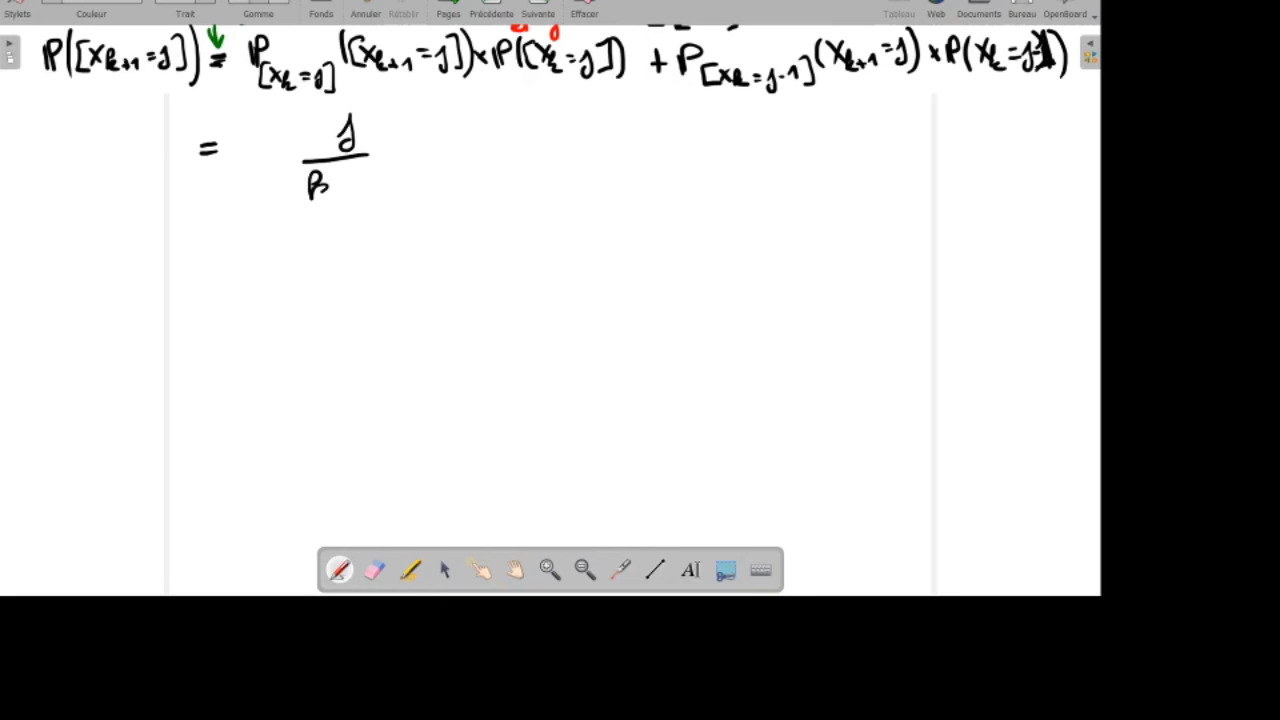 Stylets Couleur Trait Gomme Fonds Annuler Rétablir Pages Précédente Suivante Effacer Tableau Web Documents Bureau OpenBoard
P([X_{k+1}=j]) = P_{[X_k=j]}([X_{k+1}=j]) × P([X_k=j]) + P_{[X_k=j-1]}(X_{k+1}=j) × P(X_k=j-1)
= j